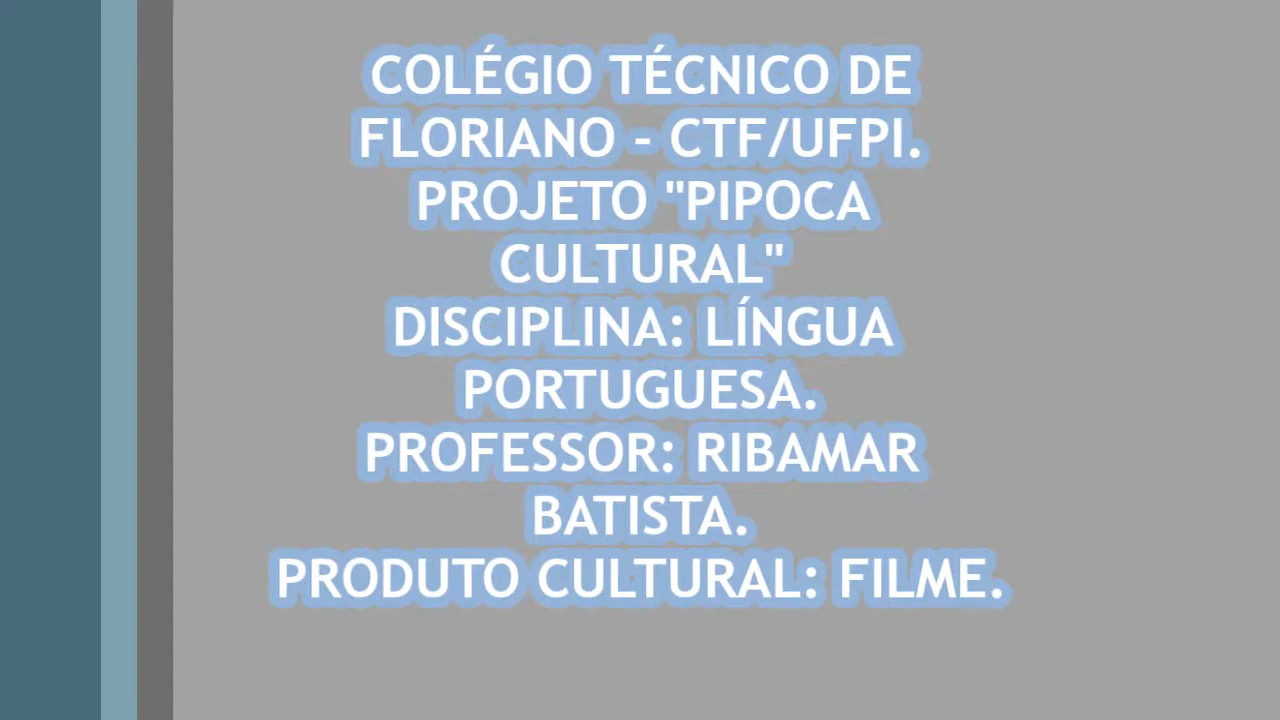 COLÉGIO TÉCNICO DE
FLORIANO - CTF/UFPI.
PROJETO "PIPOCA
CULTURAL"
DISCIPLINA: LÍNGUA
PORTUGUESA.
PROFESSOR: RIBAMAR
BATISTA.
PRODUTO CULTURAL: FILME.